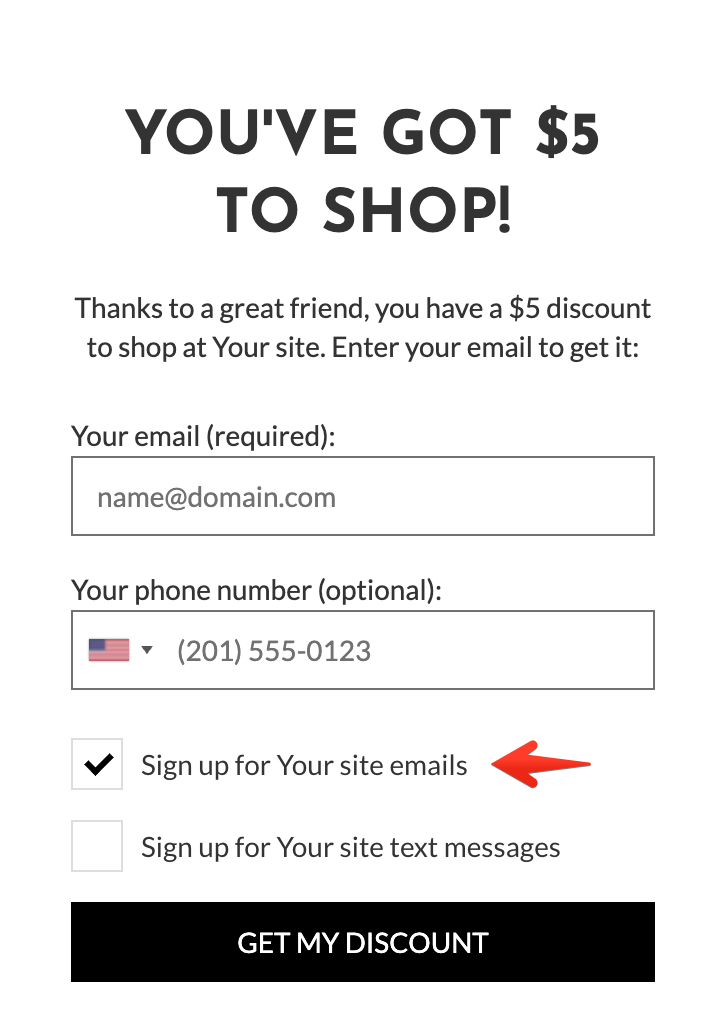 YOU'VE GOT $5
TO SHOP!
Thanks to a great friend, you have a $5 discount
to shop at Your site. Enter your email to get it:
Your email (required):
name@domain.com
Your phone number (optional):
(201) 555-0123
Sign up for Your site emails
Sign up for Your site text messages
GET MY DISCOUNT